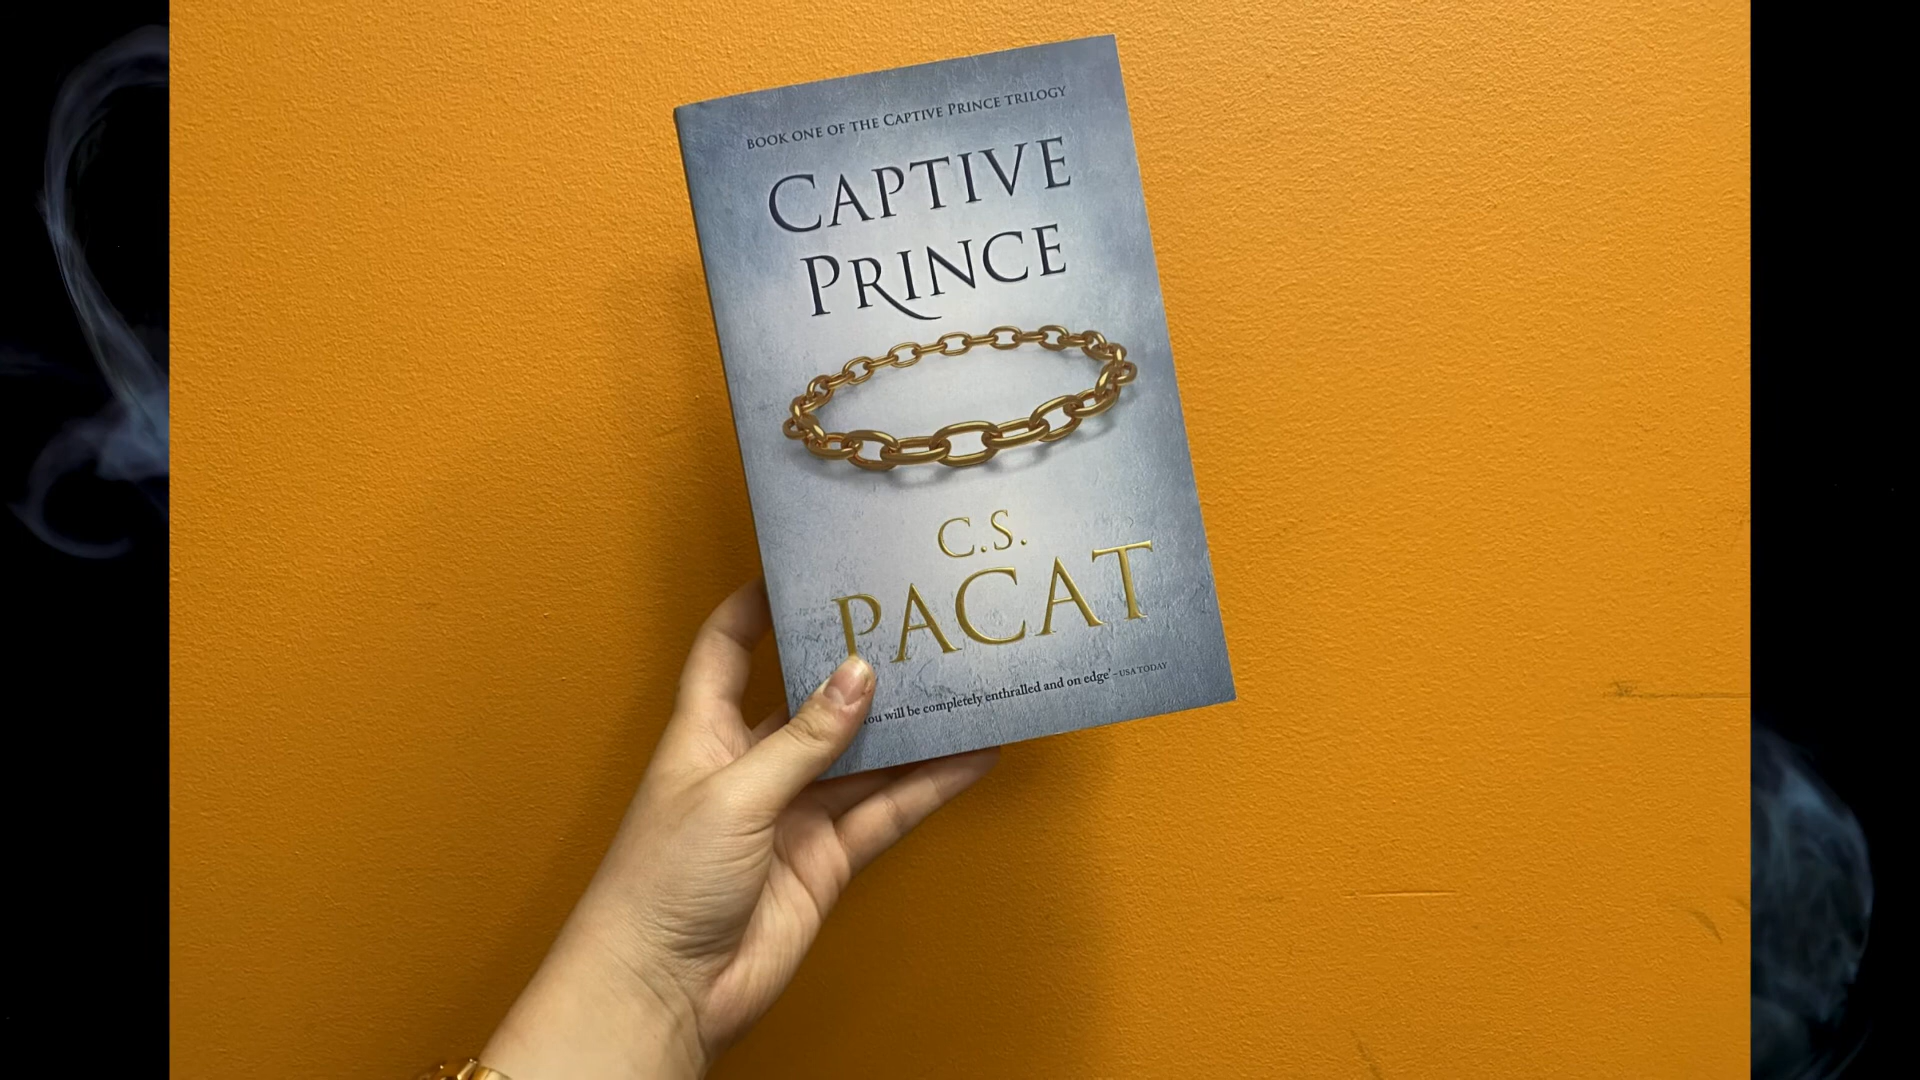 BOOK ONE OF THE CAPTIVE PRINCE TRILOGY
CAPTIVE
PRINCE
C.S.
PACAT
You will be completely enthralled and on edge' – USA TODAY